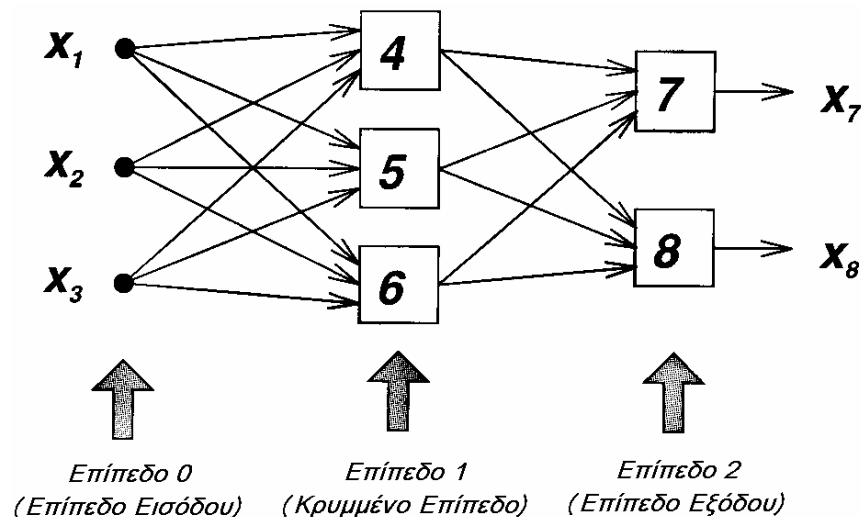 X₁
X₂
X₃
4
5
6
7
8
X₇
X₈
Επίπεδο 0
(Επίπεδο Εισόδου)
Επίπεδο 1
(Κρυμμένο Επίπεδο)
Επίπεδο 2
(Επίπεδο Εξόδου)